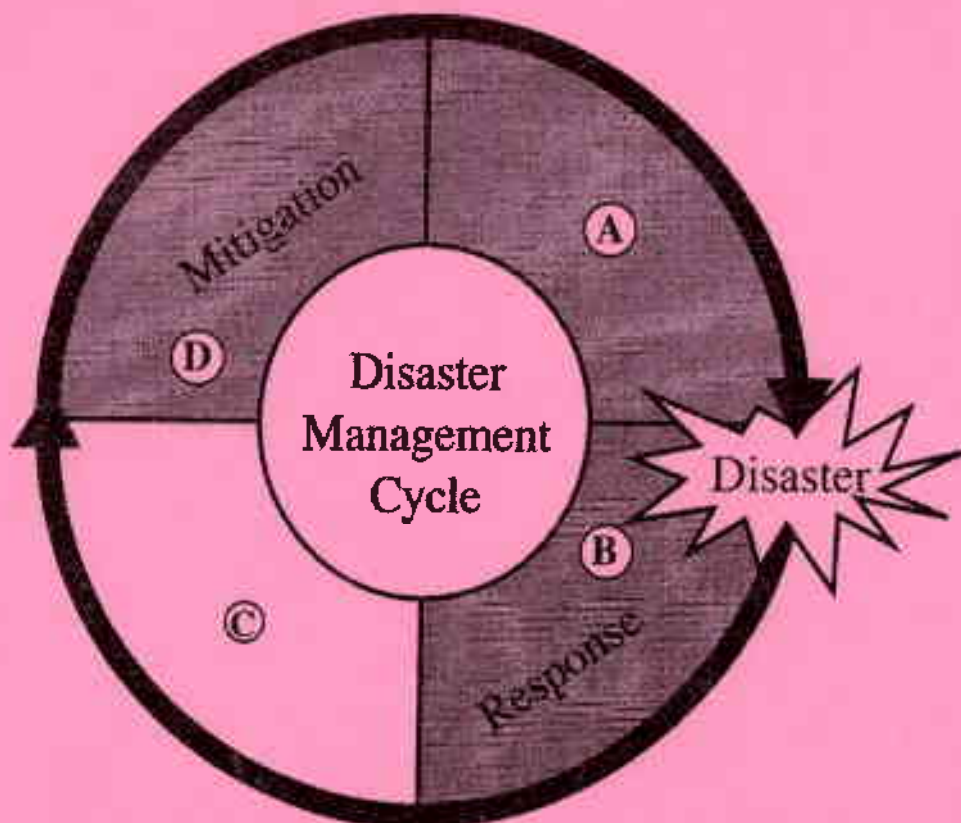 Mitigation
A
D
Disaster
Management
Cycle
Disaster
B
C
Response